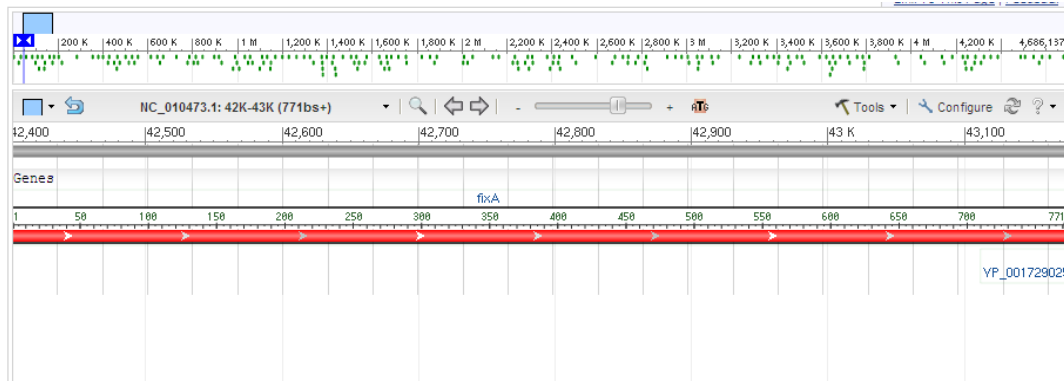 200 K 400 K 600 K 800 K 1 M 1,200 K 1,400 K 1,600 K 1,800 K 2 M 2,200 K 2,400 K 2,600 K 2,800 K 3 M 3,200 K 3,400 K 3,600 K 3,800 K 4 M 4,200 K 4,686,137
NC_010473.1: 42K-43K (771bs+) - + ATG Tools Configure ?
12,400 42,500 42,600 42,700 42,800 42,900 43 K 43,100
Genes
fixA
1 50 100 150 200 250 300 350 400 450 500 550 600 650 700 771
YP_00172902